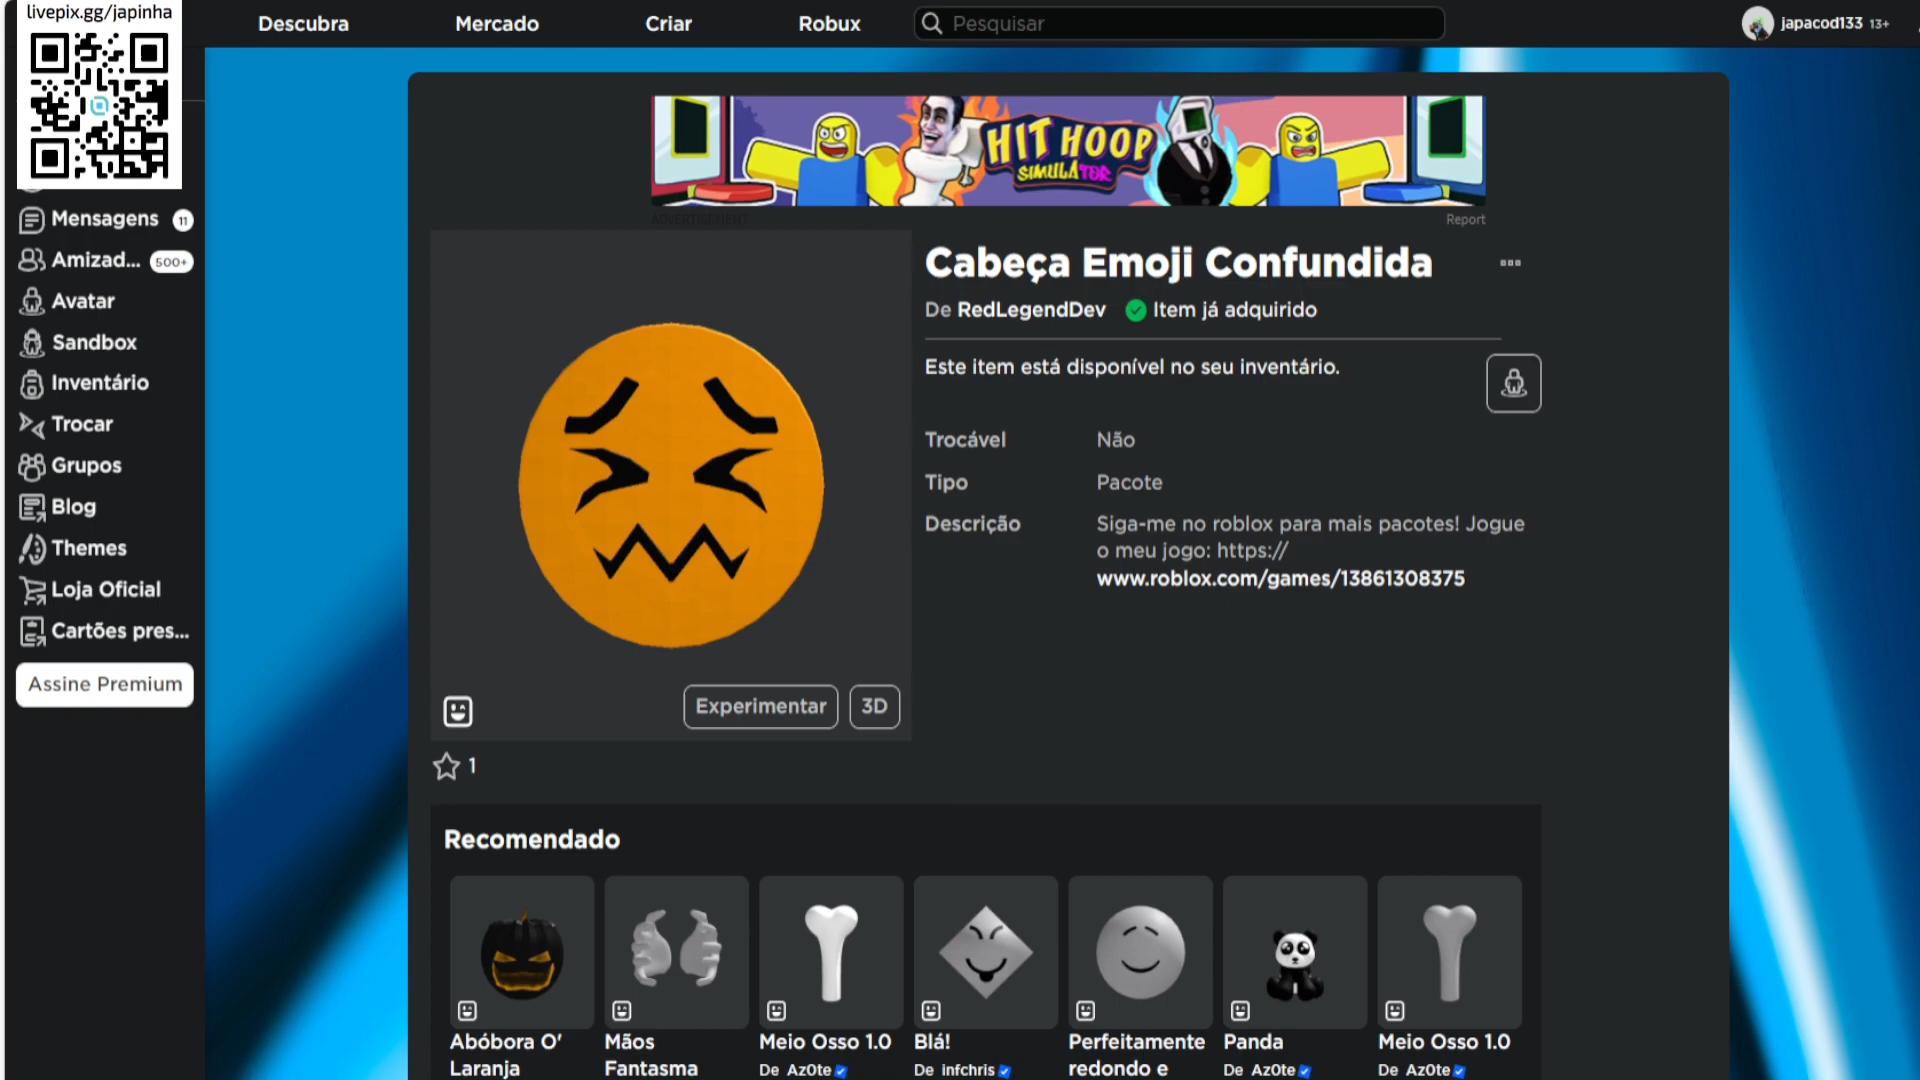 livepix.gg/japinha
Descubra
Mercado
Criar
Robux
Pesquisar
japacod133 13+
Mensagens 11
Amizad... 500+
Avatar
Sandbox
Inventário
Trocar
Grupos
Blog
Themes
Loja Oficial
Cartões pres...
Assine Premium
HIT HOOP
SIMULATOR
ADVERTISEMENT
Report
Cabeça Emoji Confundida
De RedLegendDev Item já adquirido
Este item está disponível no seu inventário.
Trocável Não
Tipo Pacote
Descrição Siga-me no roblox para mais pacotes! Jogue
o meu jogo: https://
www.roblox.com/games/13861308375
Experimentar
3D
1
Recomendado
Abóbora O'
Laranja
Mãos
Fantasma
Meio Osso 1.0
De Az0te
Blá!
De infchris
Perfeitamente
redondo e
Panda
De Az0te
Meio Osso 1.0
De Az0te